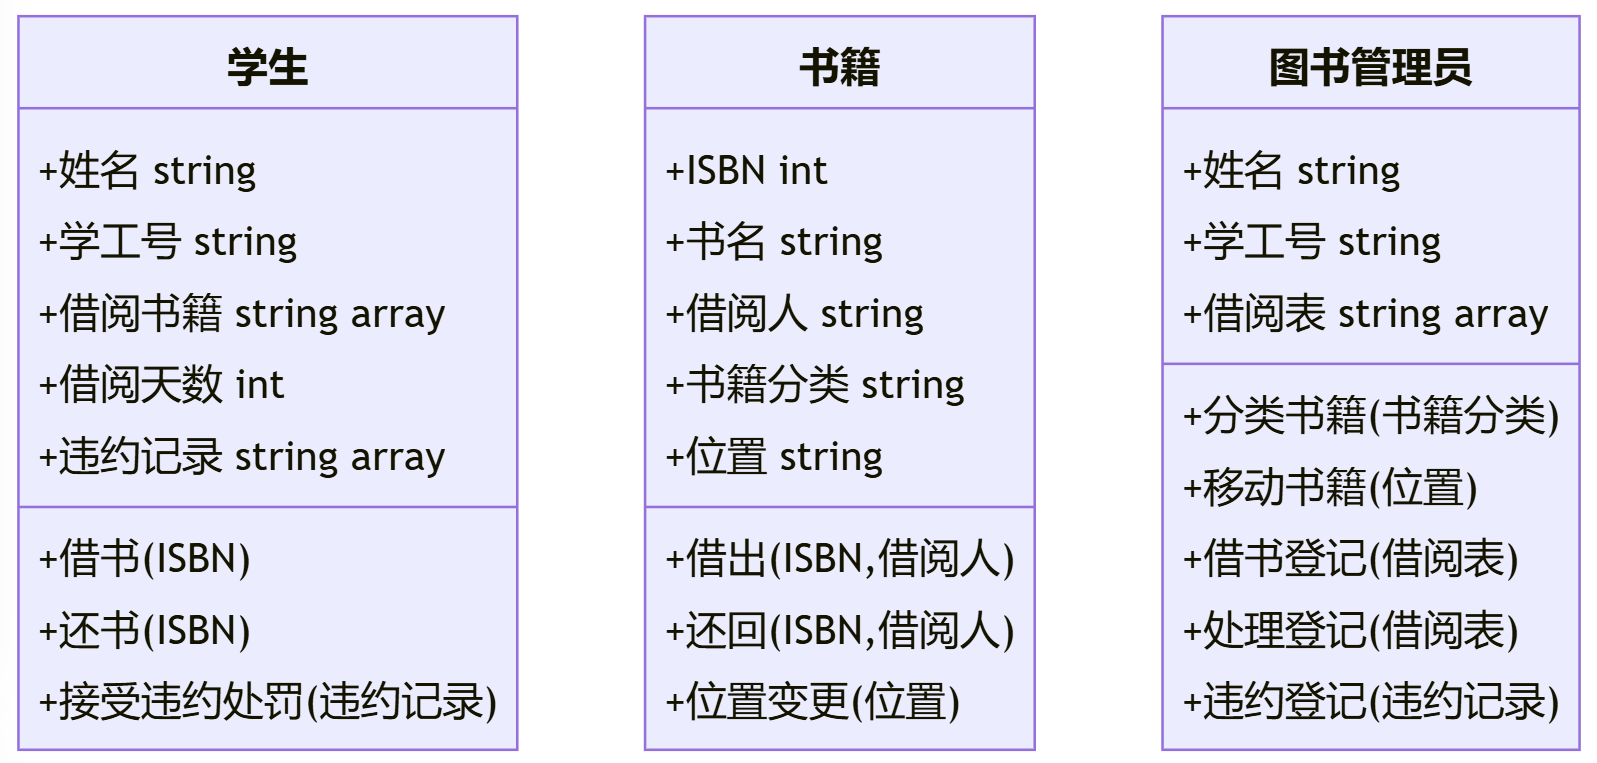 学生
+姓名 string
+学工号 string
+借阅书籍 string array
+借阅天数 int
+违约记录 string array
+借书(ISBN)
+还书(ISBN)
+接受违约处罚(违约记录)
书籍
+ISBN int
+书名 string
+借阅人 string
+书籍分类 string
+位置 string
+借出(ISBN,借阅人)
+还回(ISBN,借阅人)
+位置变更(位置)
图书管理员
+姓名 string
+学工号 string
+借阅表 string array
+分类书籍(书籍分类)
+移动书籍(位置)
+借书登记(借阅表)
+处理登记(借阅表)
+违约登记(违约记录)